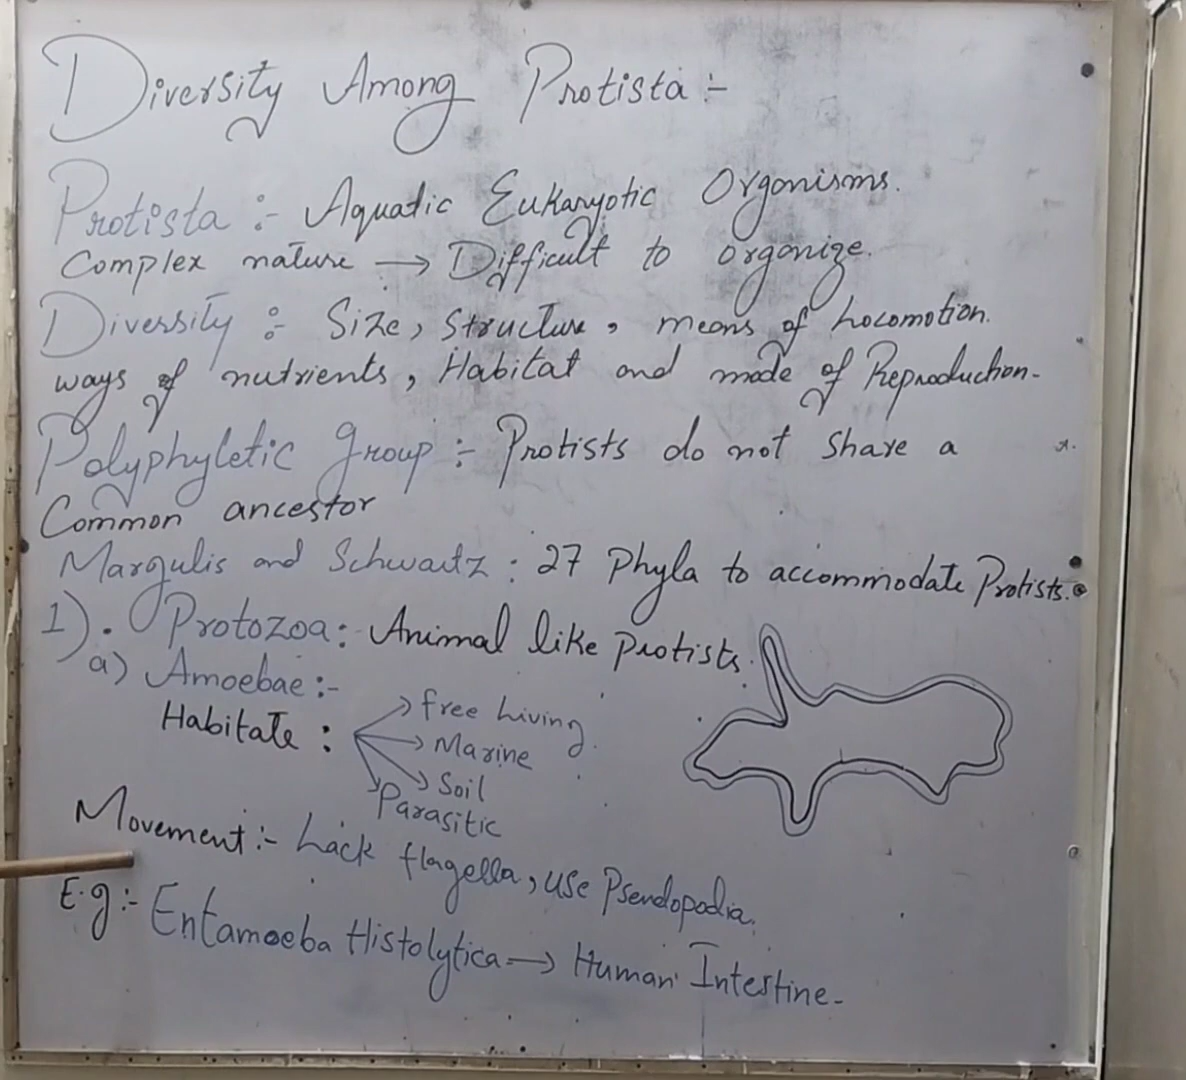 Diversity Among Protista :-
Protista :- Aquatic Eukaryotic Organisms.
Complex nature → Difficult to organize.
Diversity :- Size, Structure, means of Locomotion.
ways of nutrients, Habitat and mode of Reproduction.
Polyphyletic group :- Protists do not share a
Common ancestor
Margulis and Schwartz : 27 Phyla to accommodate Protists.
1). Protozoa: Animal like protists.
a) Amoebae :-
Habitate : → free living.
→ Marine
→ Soil
→ Parasitic
Movement :- Lack flagella, use Pseudopodia.
E.g :- Entamoeba Histolytica → Human Intestine.